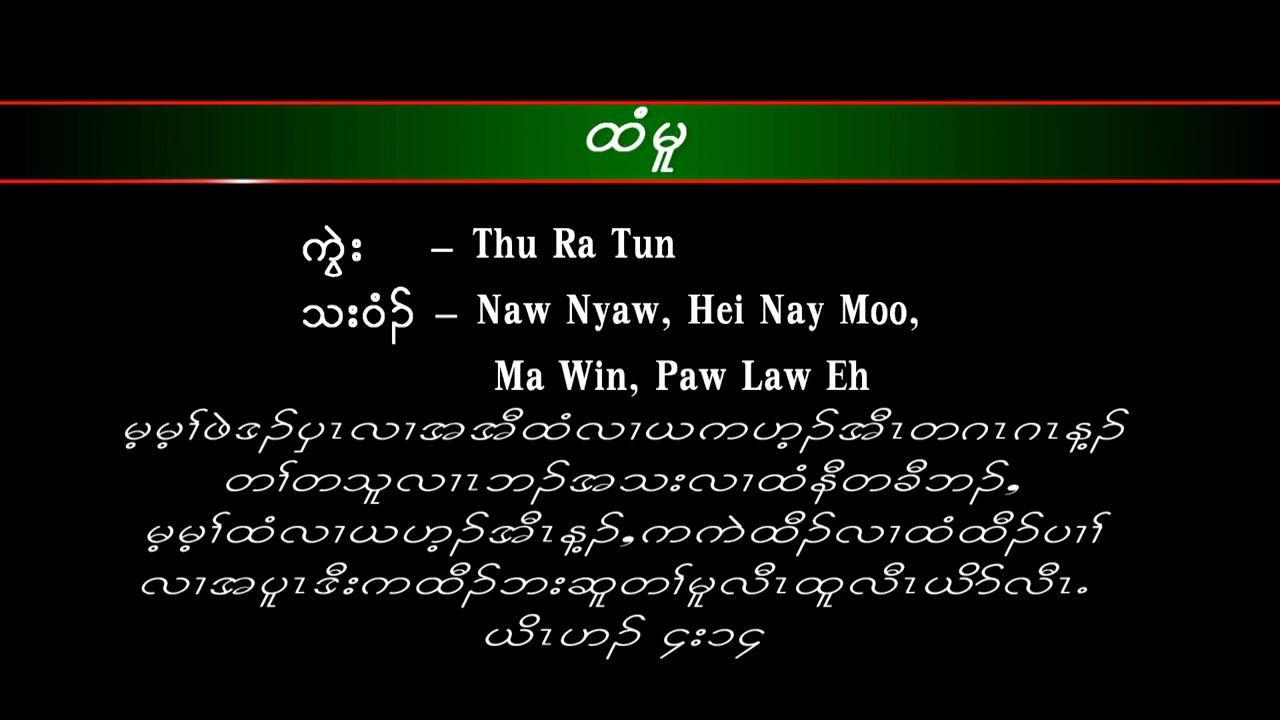 ထံမူ
ကွဲး – Thu Ra Tun
သးဝံၣ် – Naw Nyaw, Hei Nay Moo,
Ma Win, Paw Law Eh
မ့မ့ၢ်ဖဲဒၣ်ပှၤလၢအအီထံလၢယကဟ့ၣ်အီၤတဂၤဂၤန့ၣ်
တၢ်တသူလၢၤဘၣ်အသးလၢထံနီတခီဘၣ်,
မ့မ့ၢ်ထံလၢယဟ့ၣ်အီၤန့ၣ်,ကကဲထီၣ်လၢထံထီၣ်ပၢၢ်
လၢအပူၤဒီးကထီၣ်ဘးဆူတၢ်မူလီၤထူလီၤယိာ်လီၤ.
ယိၤဟၣ် ၄း၁၄